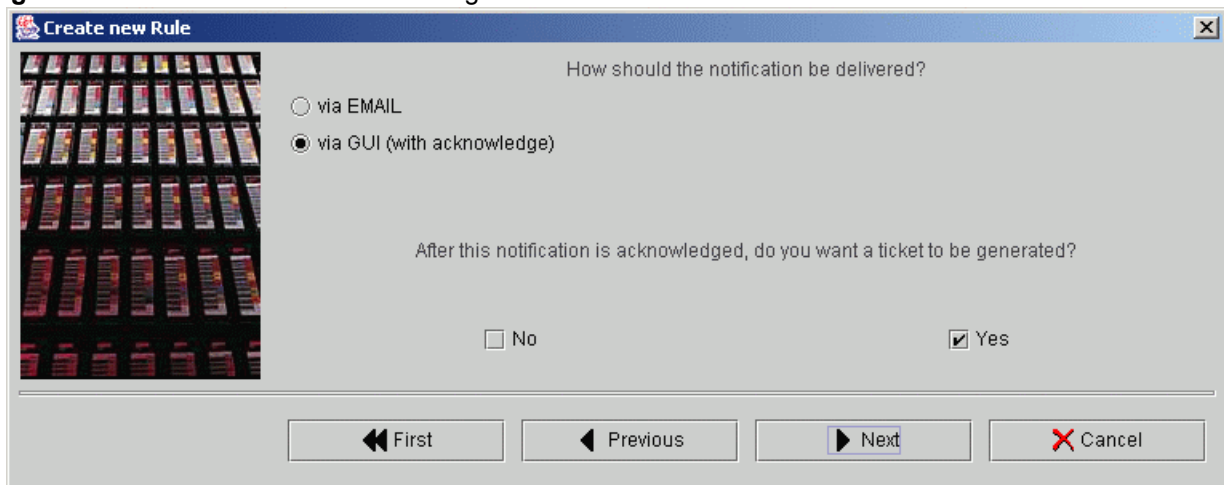 Create new Rule
How should the notification be delivered?
via EMAIL
via GUI (with acknowledge)
After this notification is acknowledged, do you want a ticket to be generated?
No Yes
First Previous Next Cancel